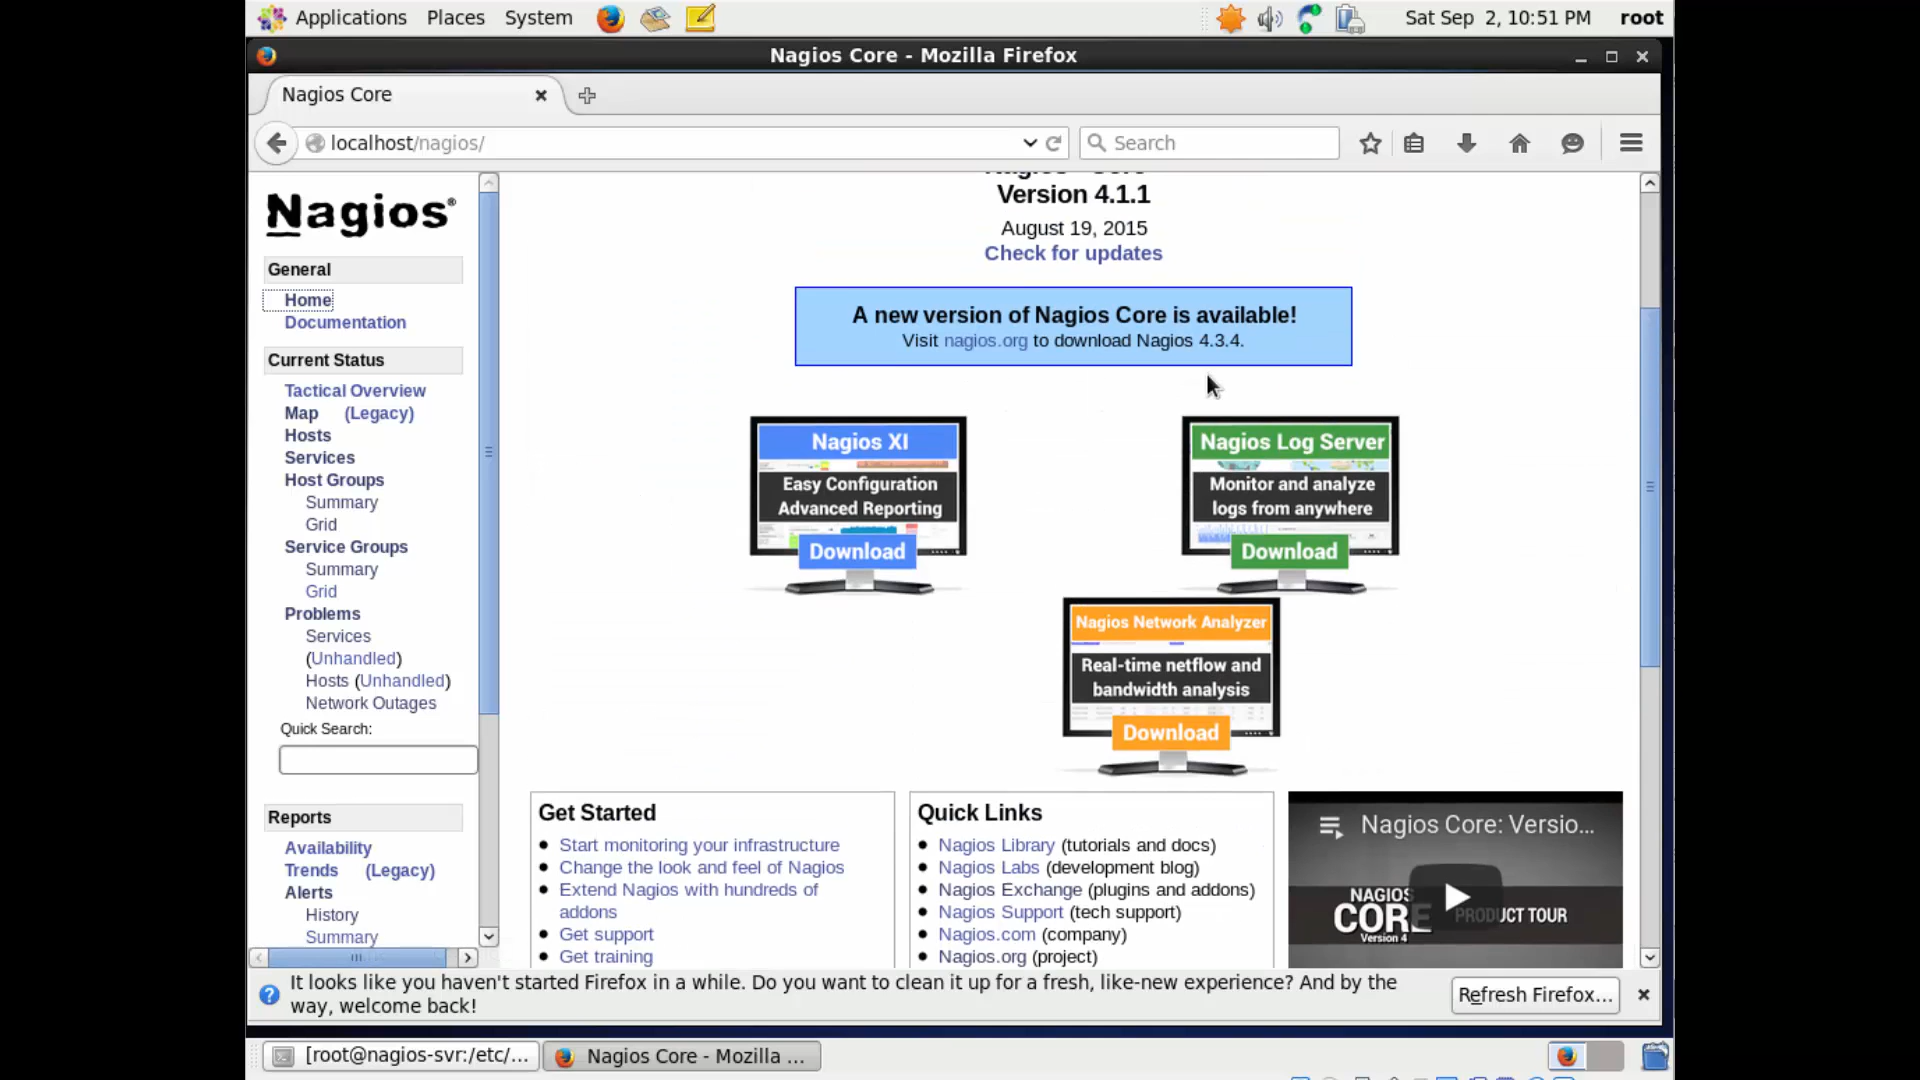 Applications Places System Sat Sep 2, 10:51 PM root
Nagios Core - Mozilla Firefox
Nagios Core
localhost/nagios/ Search
Nagios®
General
Home
Documentation
Current Status
Tactical Overview
Map (Legacy)
Hosts
Services
Host Groups
Summary
Grid
Service Groups
Summary
Grid
Problems
Services
(Unhandled)
Hosts (Unhandled)
Network Outages
Quick Search:
Reports
Availability
Trends (Legacy)
Alerts
History
Summary
Version 4.1.1
August 19, 2015
Check for updates
A new version of Nagios Core is available!
Visit nagios.org to download Nagios 4.3.4.
Nagios XI
Easy Configuration
Advanced Reporting
Download
Nagios Log Server
Monitor and analyze
logs from anywhere
Download
Nagios Network Analyzer
Real-time netflow and
bandwidth analysis
Download
Get Started
Start monitoring your infrastructure
Change the look and feel of Nagios
Extend Nagios with hundreds of
addons
Get support
Get training
Quick Links
Nagios Library (tutorials and docs)
Nagios Labs (development blog)
Nagios Exchange (plugins and addons)
Nagios Support (tech support)
Nagios.com (company)
Nagios.org (project)
Nagios Core: Versio...
NAGIOS
CORE PRODUCT TOUR
Version 4
It looks like you haven't started Firefox in a while. Do you want to clean it up for a fresh, like-new experience? And by the
way, welcome back!
Refresh Firefox...
[root@nagios-svr:/etc/... Nagios Core - Mozilla ...